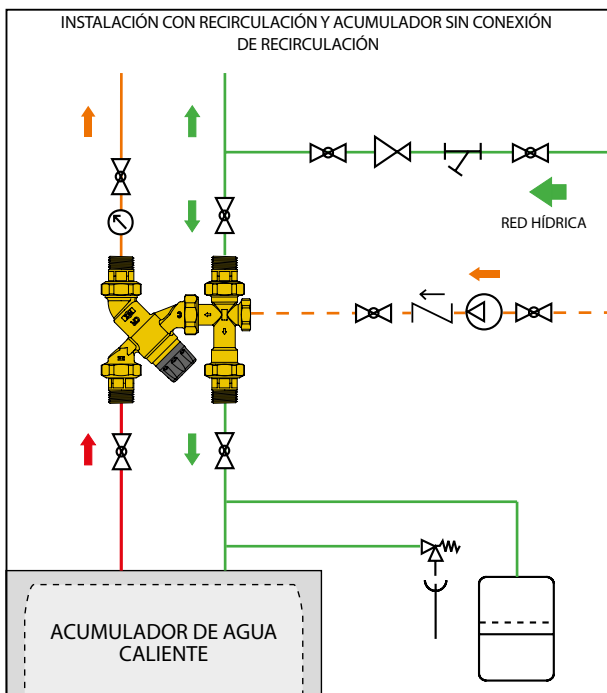 INSTALACIÓN CON RECIRCULACIÓN Y ACUMULADOR SIN CONEXIÓN
DE RECIRCULACIÓN
RED HÍDRICA
ACUMULADOR DE AGUA
CALIENTE